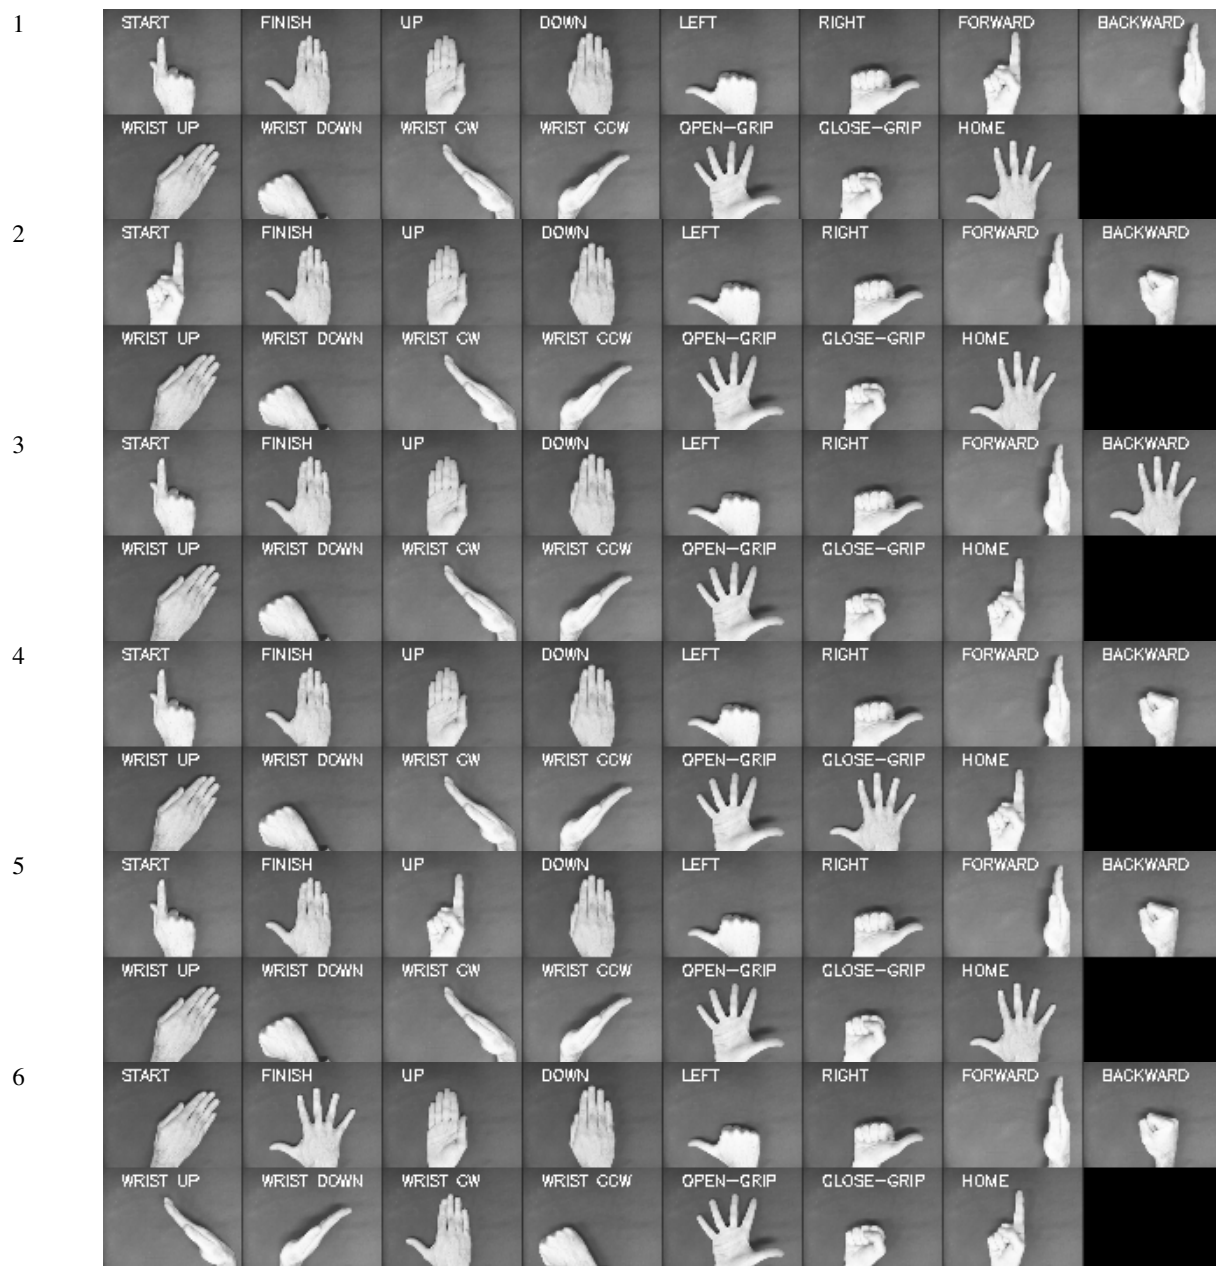 1 START FINISH UP DOWN LEFT RIGHT FORWARD BACKWARD
WRIST UP WRIST DOWN WRIST CW WRIST CCW OPEN-GRIP CLOSE-GRIP HOME
2 START FINISH UP DOWN LEFT RIGHT FORWARD BACKWARD
WRIST UP WRIST DOWN WRIST CW WRIST CCW OPEN-GRIP CLOSE-GRIP HOME
3 START FINISH UP DOWN LEFT RIGHT FORWARD BACKWARD
WRIST UP WRIST DOWN WRIST CW WRIST CCW OPEN-GRIP CLOSE-GRIP HOME
4 START FINISH UP DOWN LEFT RIGHT FORWARD BACKWARD
WRIST UP WRIST DOWN WRIST CW WRIST CCW OPEN-GRIP CLOSE-GRIP HOME
5 START FINISH UP DOWN LEFT RIGHT FORWARD BACKWARD
WRIST UP WRIST DOWN WRIST CW WRIST CCW OPEN-GRIP CLOSE-GRIP HOME
6 START FINISH UP DOWN LEFT RIGHT FORWARD BACKWARD
WRIST UP WRIST DOWN WRIST CW WRIST CCW OPEN-GRIP CLOSE-GRIP HOME